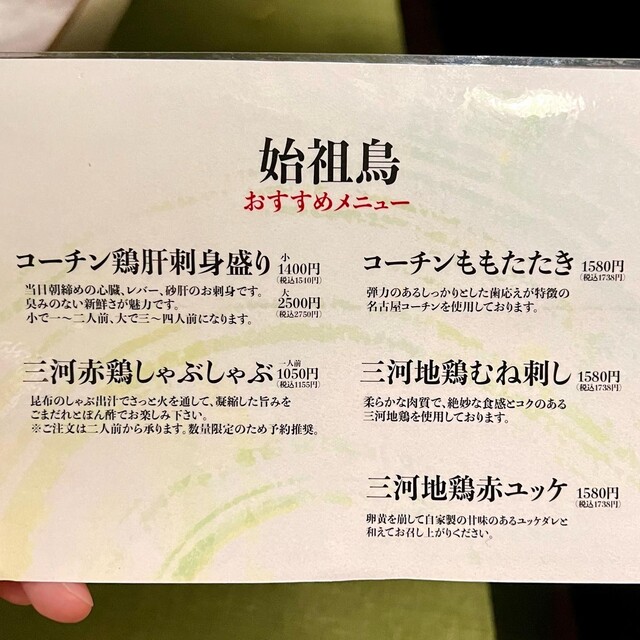 始祖鳥
おすすめメニュー
コーチン鶏肝刺身盛り 小 1400円 (税込1540円)
大 2500円 (税込2750円)
当日朝締めの心臓、レバー、砂肝のお刺身です。
臭みのない新鮮さが魅力です。
小で一〜二人前、大で三〜四人前になります。
三河赤鶏しゃぶしゃぶ 一人前 1050円 (税込1155円)
昆布のしゃぶ出汁でさっと火を通して、凝縮した旨みを
ごまだれとぽん酢でお楽しみ下さい。
※ご注文は二人前から承ります。数量限定のため予約推奨。
コーチンももたたき 1580円 (税込1738円)
弾力のあるしっかりとした歯応えが特徴の
名古屋コーチンを使用しております。
三河地鶏むね刺し 1580円 (税込1738円)
柔らかな肉質で、絶妙な食感とコクのある
三河地鶏を使用しております。
三河地鶏赤ユッケ 1580円 (税込1738円)
卵黄を崩して自家製の甘味のあるユッケダレと
和えてお召し上がりください。